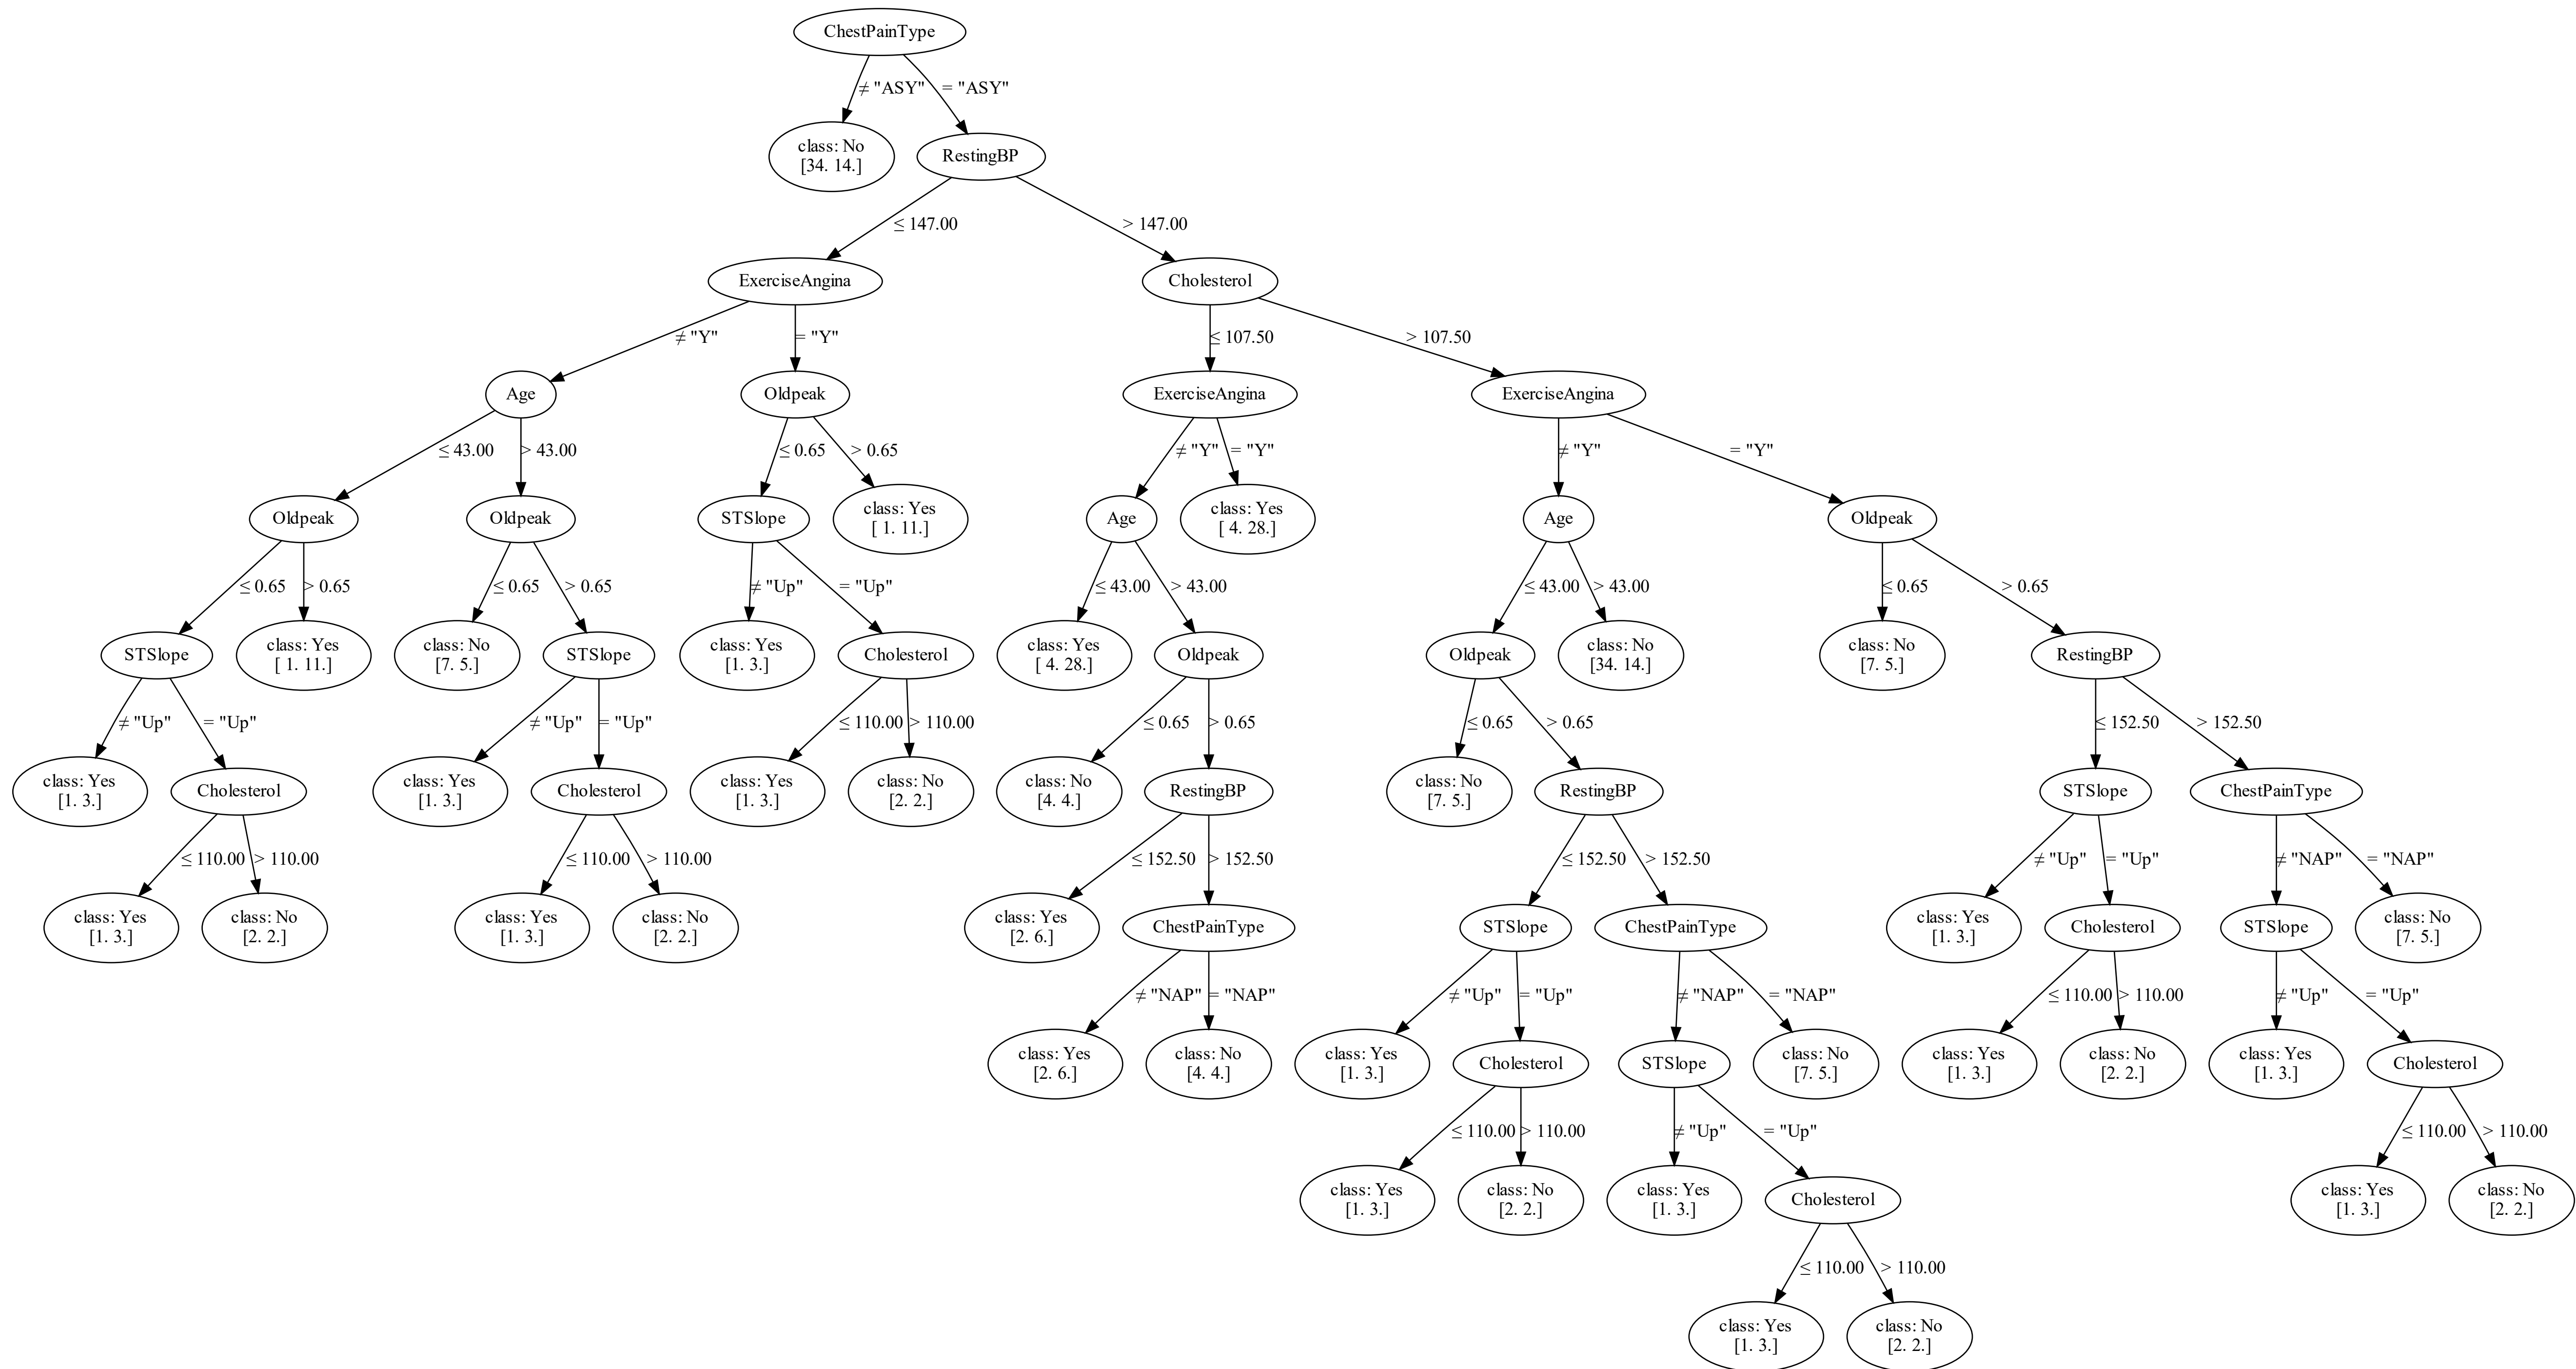 ChestPainType
≠ "ASY"
= "ASY"
class: No
[34. 14.]
RestingBP
≤ 147.00
> 147.00
ExerciseAngina
Cholesterol
≠ "Y"
= "Y"
≤ 107.50
> 107.50
Age
Oldpeak
ExerciseAngina
ExerciseAngina
≤ 43.00
> 43.00
≤ 0.65
> 0.65
≠ "Y"
= "Y"
≠ "Y"
= "Y"
Oldpeak
Oldpeak
STSlope
class: Yes
[ 1. 11.]
Age
class: Yes
[ 4. 28.]
Age
Oldpeak
≤ 0.65
> 0.65
≤ 0.65
> 0.65
≠ "Up"
= "Up"
≤ 43.00
> 43.00
≤ 43.00
> 43.00
≤ 0.65
> 0.65
STSlope
class: Yes
[ 1. 11.]
class: No
[7. 5.]
STSlope
class: Yes
[1. 3.]
Cholesterol
class: Yes
[ 4. 28.]
Oldpeak
Oldpeak
class: No
[34. 14.]
class: No
[7. 5.]
RestingBP
≠ "Up"
= "Up"
≠ "Up"
= "Up"
≤ 110.00
> 110.00
≤ 0.65
> 0.65
≤ 0.65
> 0.65
≤ 152.50
> 152.50
class: Yes
[1. 3.]
Cholesterol
class: Yes
[1. 3.]
Cholesterol
class: Yes
[1. 3.]
class: No
[2. 2.]
class: No
[4. 4.]
RestingBP
class: No
[7. 5.]
RestingBP
STSlope
ChestPainType
≤ 110.00
> 110.00
≤ 110.00
> 110.00
≤ 152.50
> 152.50
≤ 152.50
> 152.50
≠ "Up"
= "Up"
≠ "NAP"
= "NAP"
class: Yes
[1. 3.]
class: No
[2. 2.]
class: Yes
[1. 3.]
class: No
[2. 2.]
class: Yes
[2. 6.]
ChestPainType
STSlope
ChestPainType
class: Yes
[1. 3.]
Cholesterol
STSlope
class: No
[7. 5.]
≠ "NAP"
= "NAP"
≠ "Up"
= "Up"
≠ "NAP"
= "NAP"
≤ 110.00
> 110.00
≠ "Up"
= "Up"
class: Yes
[2. 6.]
class: No
[4. 4.]
class: Yes
[1. 3.]
Cholesterol
STSlope
class: No
[7. 5.]
class: Yes
[1. 3.]
class: No
[2. 2.]
class: Yes
[1. 3.]
Cholesterol
≤ 110.00
> 110.00
≠ "Up"
= "Up"
≤ 110.00
> 110.00
class: Yes
[1. 3.]
class: No
[2. 2.]
class: Yes
[1. 3.]
Cholesterol
class: Yes
[1. 3.]
class: No
[2. 2.]
≤ 110.00
> 110.00
class: Yes
[1. 3.]
class: No
[2. 2.]